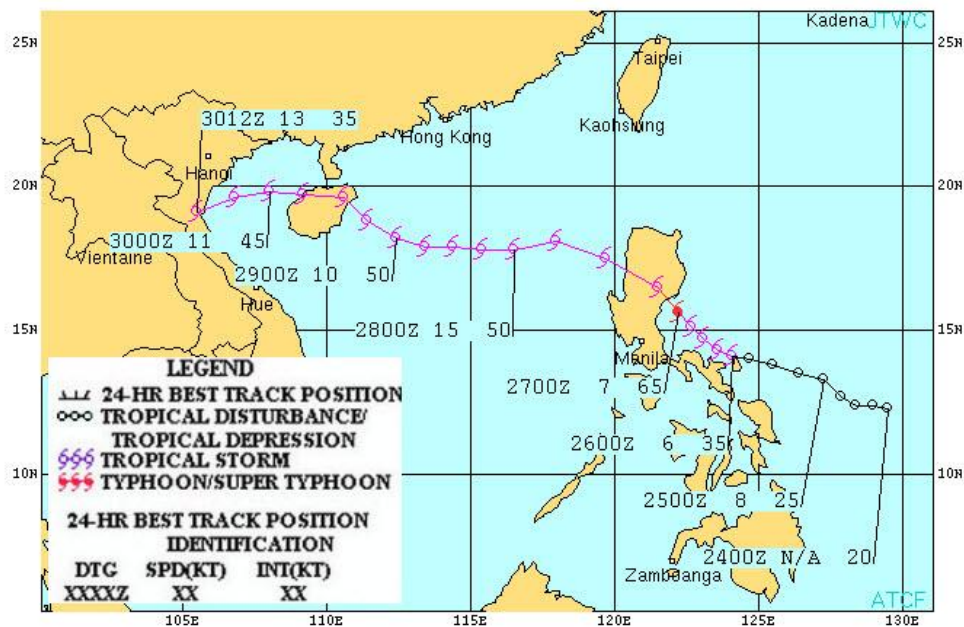 Kadena JTWC
25N 25N
Taipei
3012Z 13 35
Kaohsiung
Hong Kong
Hanoi
20N 20N
3000Z 11 45
Vientaine
2900Z 10 50
Hue
15N 2800Z 15 50 15N
Manila
LEGEND
24-HR BEST TRACK POSITION
TROPICAL DISTURBANCE/
TROPICAL DEPRESSION
TROPICAL STORM
TYPHOON/SUPER TYPHOON
24-HR BEST TRACK POSITION
IDENTIFICATION
DTG SPD(KT) INT(KT)
XXXXZ XX XX
2700Z 7 65
2600Z 6 35
10N 10N
2500Z 8 25
2400Z N/A 20
Zamboanga
ATCF
105E 110E 115E 120E 125E 130E